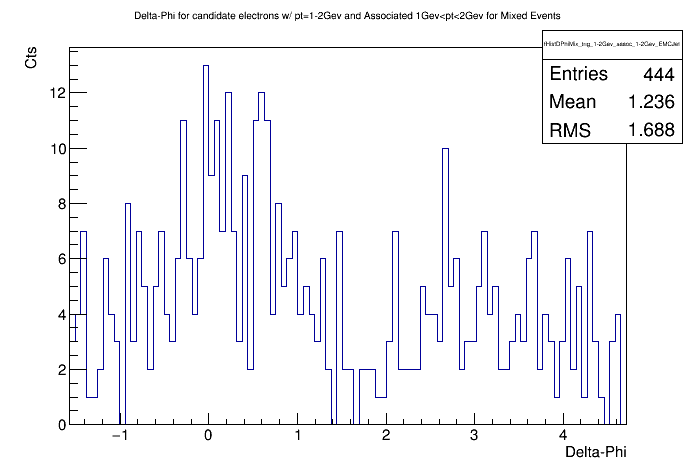 Delta-Phi for candidate electrons w/ pt=1-2Gev and Associated 1Gev<pt<2Gev for Mixed Events
Cts
fHistDPhiMix_trig_1-2Gev_assoc_1-2Gev_EMCJet
Entries 444
Mean 1.236
RMS 1.688
12
10
8
6
4
2
0
−1 0 1 2 3 4
Delta-Phi